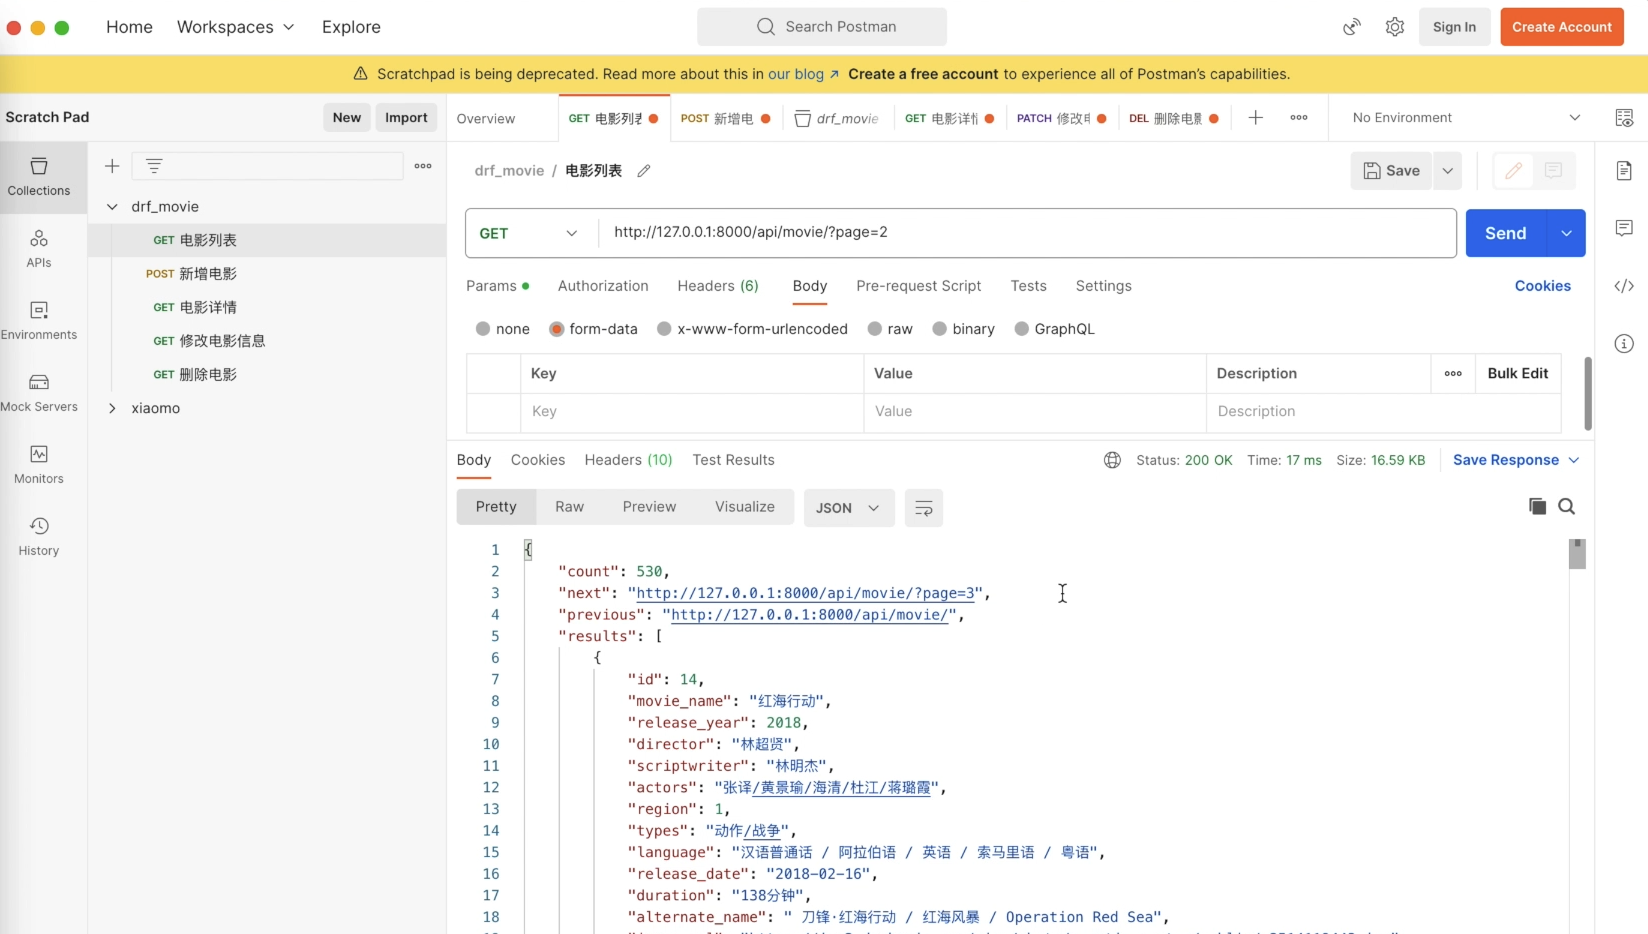 Home Workspaces Explore Search Postman Sign In Create Account
Scratchpad is being deprecated. Read more about this in our blog ↗ Create a free account to experience all of Postman's capabilities.
Scratch Pad New Import
Overview GET 电影列表 POST 新增电 drf_movie GET 电影详情 PATCH 修改 DEL 删除电影 No Environment
Collections
APIs
Environments
Mock Servers
Monitors
History
drf_movie
GET 电影列表
POST 新增电影
GET 电影详情
GET 修改电影信息
GET 删除电影
xiaomo
drf_movie / 电影列表 Save
GET http://127.0.0.1:8000/api/movie/?page=2 Send
Params Authorization Headers (6) Body Pre-request Script Tests Settings Cookies
none form-data x-www-form-urlencoded raw binary GraphQL
Key Value Description Bulk Edit
Key Value Description
Body Cookies Headers (10) Test Results Status: 200 OK Time: 17 ms Size: 16.59 KB Save Response
Pretty Raw Preview Visualize JSON
1 {
2 "count": 530,
3 "next": "http://127.0.0.1:8000/api/movie/?page=3",
4 "previous": "http://127.0.0.1:8000/api/movie/",
5 "results": [
6 {
7 "id": 14,
8 "movie_name": "红海行动",
9 "release_year": 2018,
10 "director": "林超贤",
11 "scriptwriter": "林明杰",
12 "actors": "张译/黄景瑜/海清/杜江/蒋璐霞",
13 "region": 1,
14 "types": "动作/战争",
15 "language": "汉语普通话 / 阿拉伯语 / 英语 / 索马里语 / 粤语",
16 "release_date": "2018-02-16",
17 "duration": "138分钟",
18 "alternate_name": " 刀锋·红海行动 / 红海风暴 / Operation Red Sea",